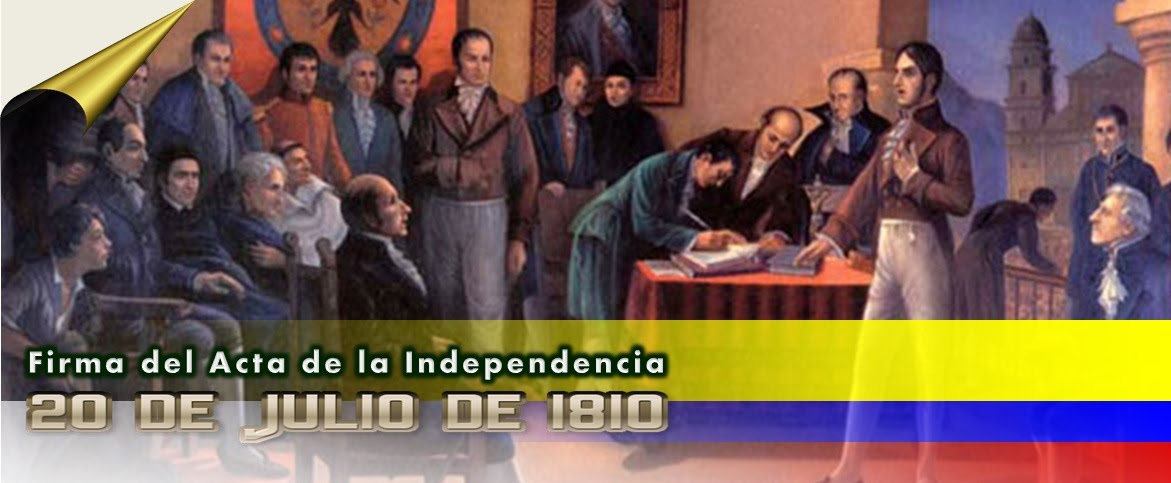 Firma del Acta de la Independencia
20 DE JULIO DE 1810